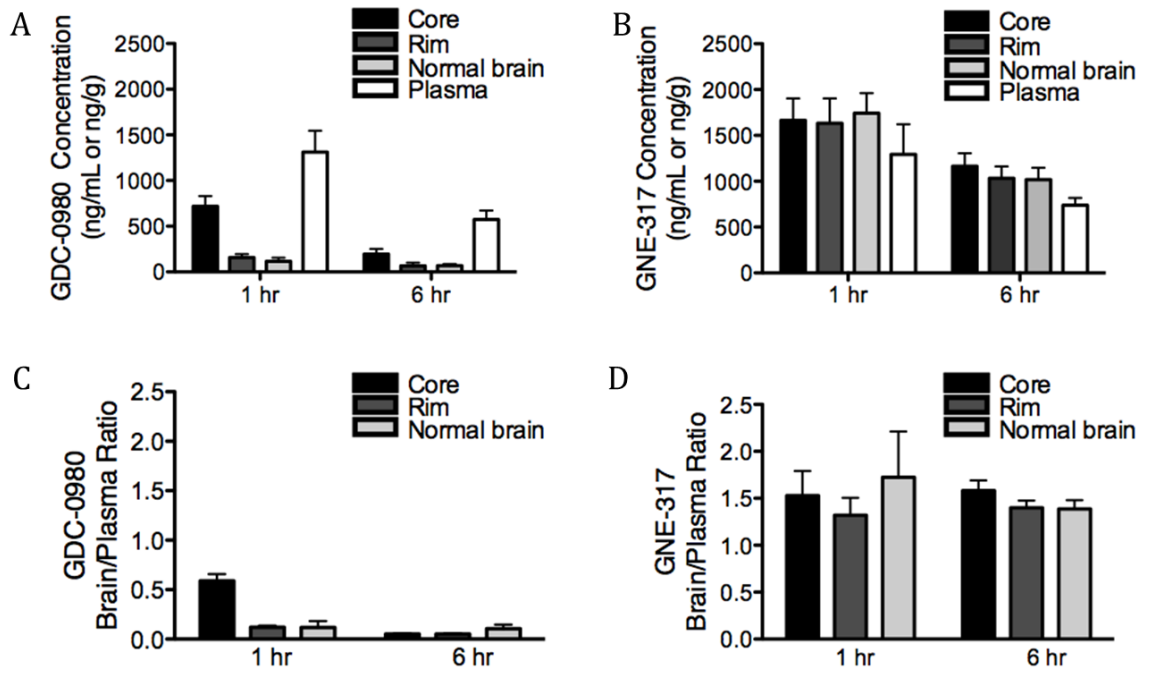 A
GDC-0980 Concentration
(ng/mL or ng/g)
2500
2000
1500
1000
500
0
Core
Rim
Normal brain
Plasma
1 hr
6 hr
B
GNE-317 Concentration
(ng/mL or ng/g)
2500
2000
1500
1000
500
0
Core
Rim
Normal brain
Plasma
1 hr
6 hr
C
GDC-0980
Brain/Plasma Ratio
2.5
2.0
1.5
1.0
0.5
0.0
Core
Rim
Normal brain
1 hr
6 hr
D
GNE-317
Brain/Plasma Ratio
2.5
2.0
1.5
1.0
0.5
0.0
Core
Rim
Normal brain
1 hr
6 hr